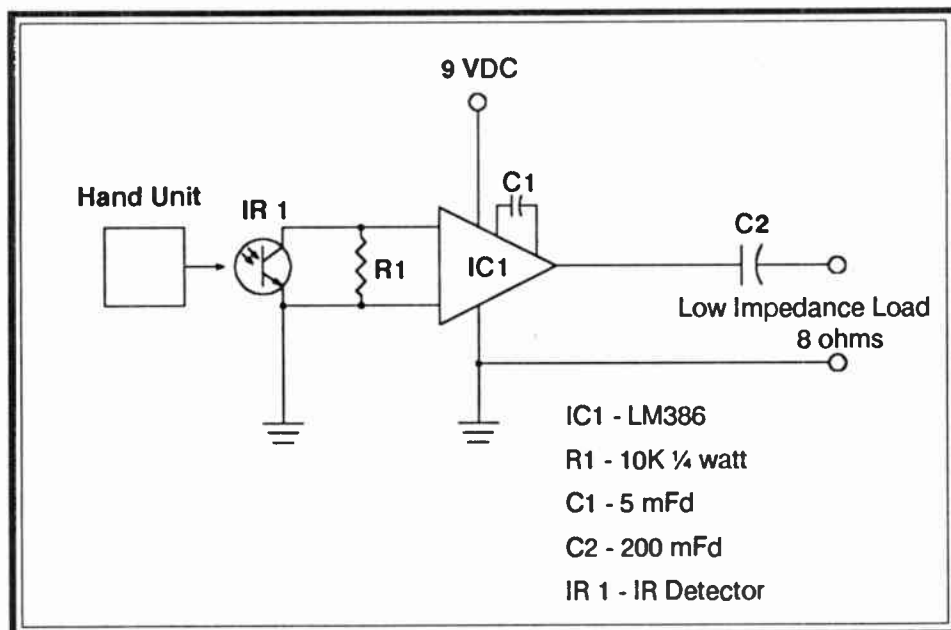 9 VDC
Hand Unit
IR 1
C1
C2
R1
IC1
Low Impedance Load
8 ohms
IC1 - LM386
R1 - 10K ¼ watt
C1 - 5 mFd
C2 - 200 mFd
IR 1 - IR Detector